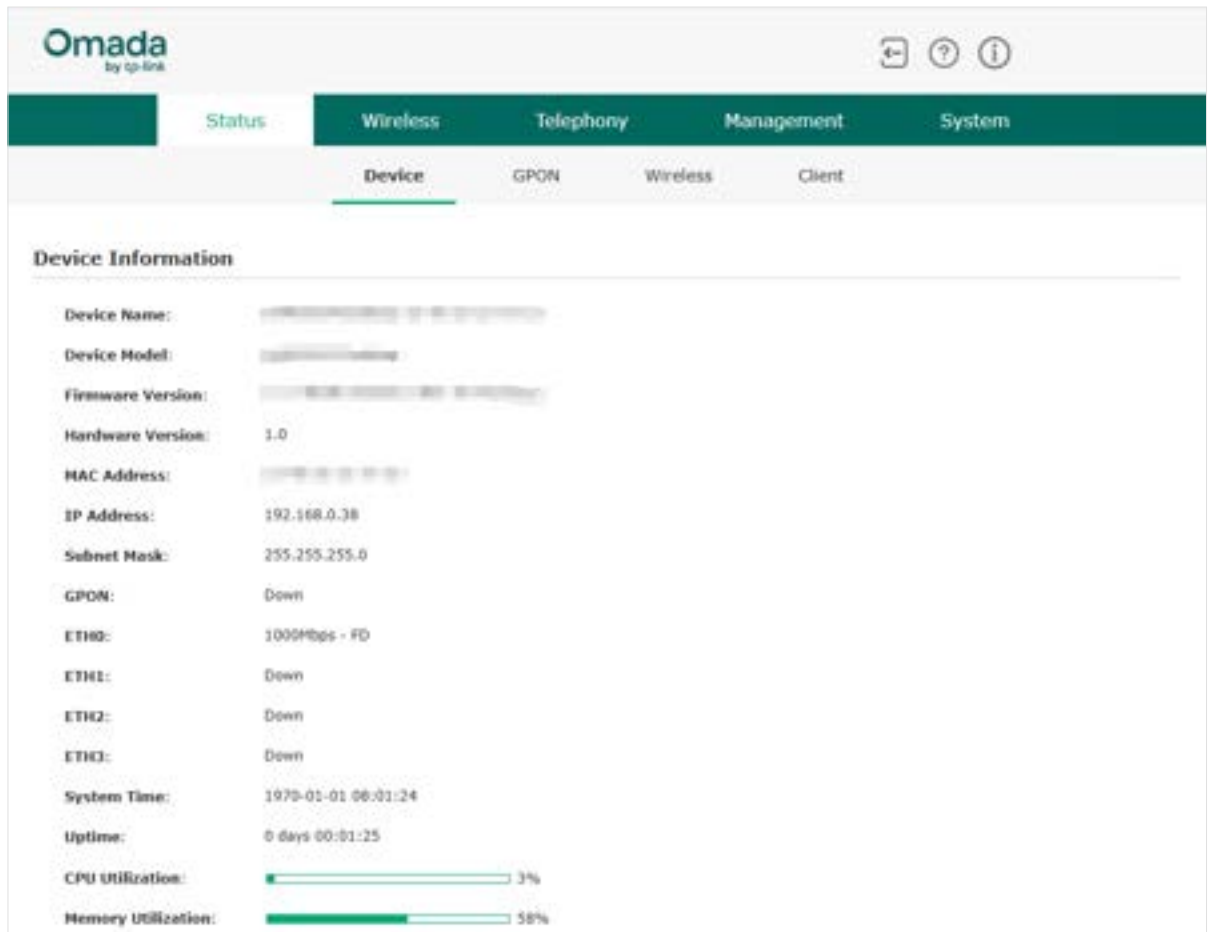 Omada
by tp-link
Status Wireless Telephony Management System
Device GPON Wireless Client
Device Information
Device Name:
Device Model:
Firmware Version:
Hardware Version: 1.0
MAC Address:
IP Address: 192.168.0.38
Subnet Mask: 255.255.255.0
GPON: Down
ETH0: 1000Mbps - FD
ETH1: Down
ETH2: Down
ETH3: Down
System Time: 1970-01-01 08:01:24
Uptime: 0 days 00:01:25
CPU Utilization: 3%
Memory Utilization: 58%